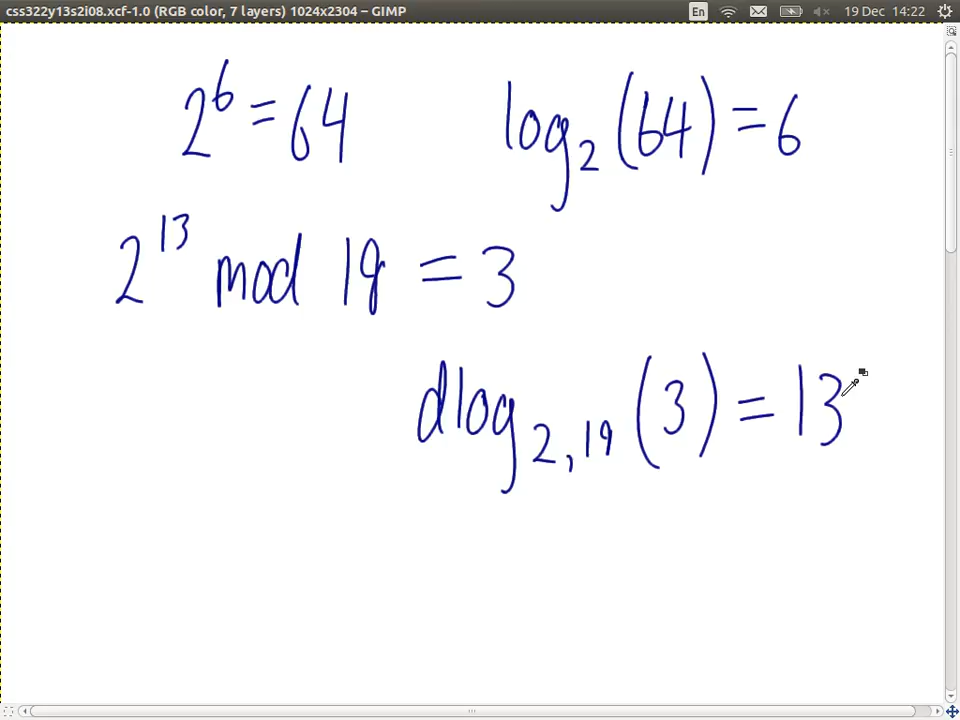 css322y13s2i08.xcf-1.0 (RGB color, 7 layers) 1024x2304 – GIMP En 19 Dec 14:22
2^6 = 64 log_2 (64) = 6
2^13 mod 19 = 3
dlog_2,19 (3) = 13